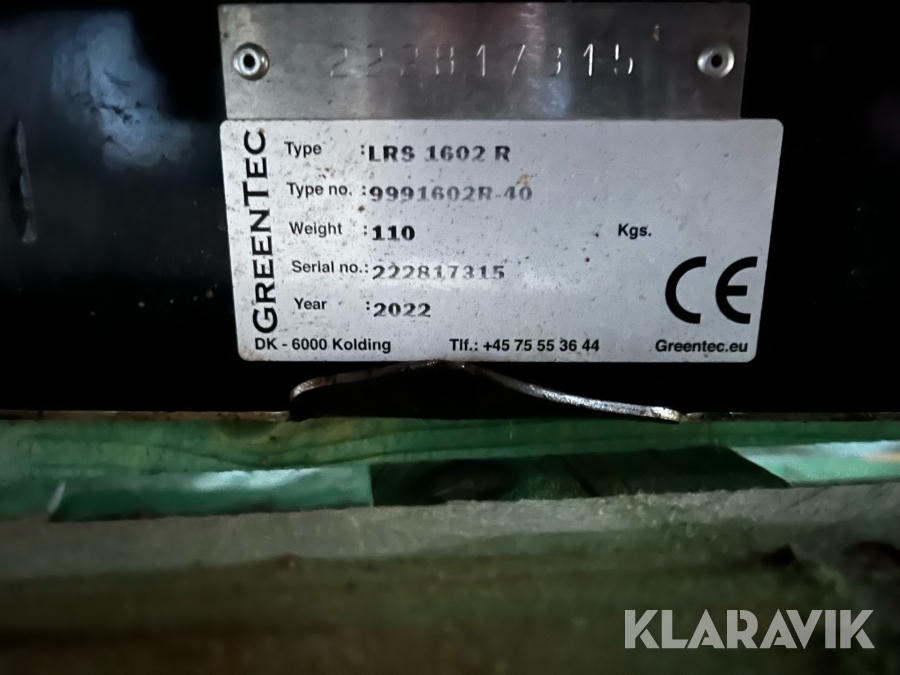 222817315
GREENTEC
Type :LRS 1602 R
Type no. :9991602R-40
Weight :110 Kgs.
Serial no.:222817315
Year :2022
CE
DK - 6000 Kolding Tlf.: +45 75 55 36 44 Greentec.eu
KLARAVIK